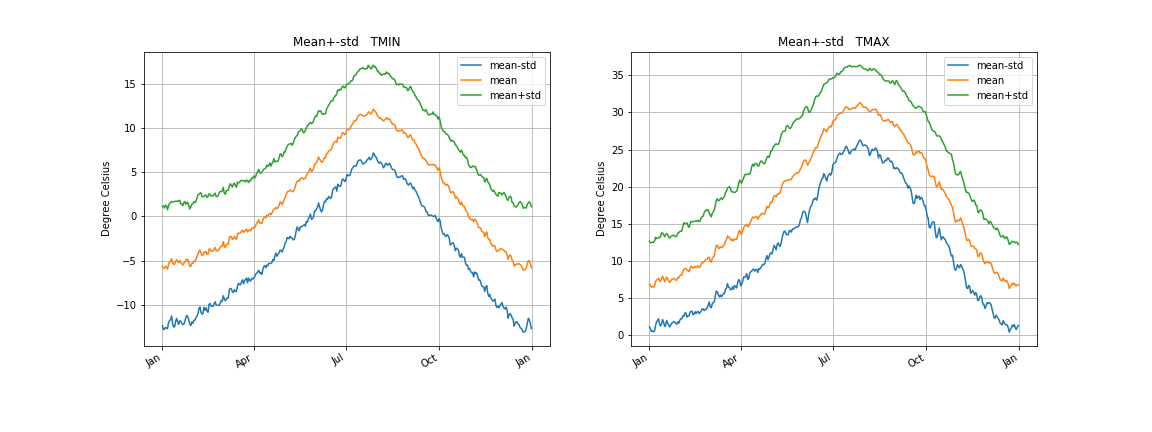 Mean+-std TMIN
Degree Celsius
15
10
5
0
−5
−10
Jan
Apr
Jul
Oct
Jan
mean-std
mean
mean+std
Mean+-std TMAX
Degree Celsius
35
30
25
20
15
10
5
0
Jan
Apr
Jul
Oct
Jan
mean-std
mean
mean+std